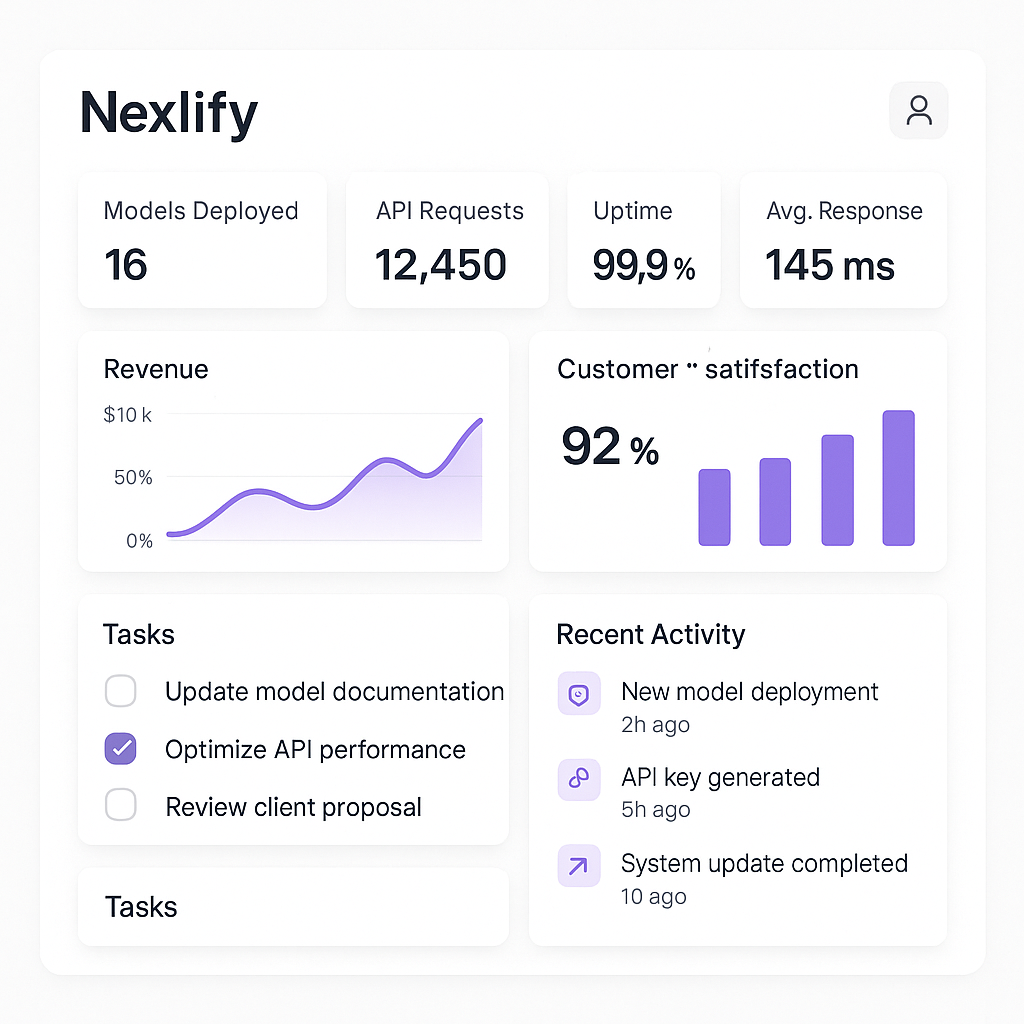 Nexlify
Models Deployed
16
API Requests
12,450
Uptime
99,9 %
Avg. Response
145 ms
Revenue
$10 k
50%
0%
Customer ¨ satifsfaction
92 %
Tasks
Update model documentation
Optimize API performance
Review client proposal
Tasks
Recent Activity
New model deployment
2h ago
API key generated
5h ago
System update completed
10 ago